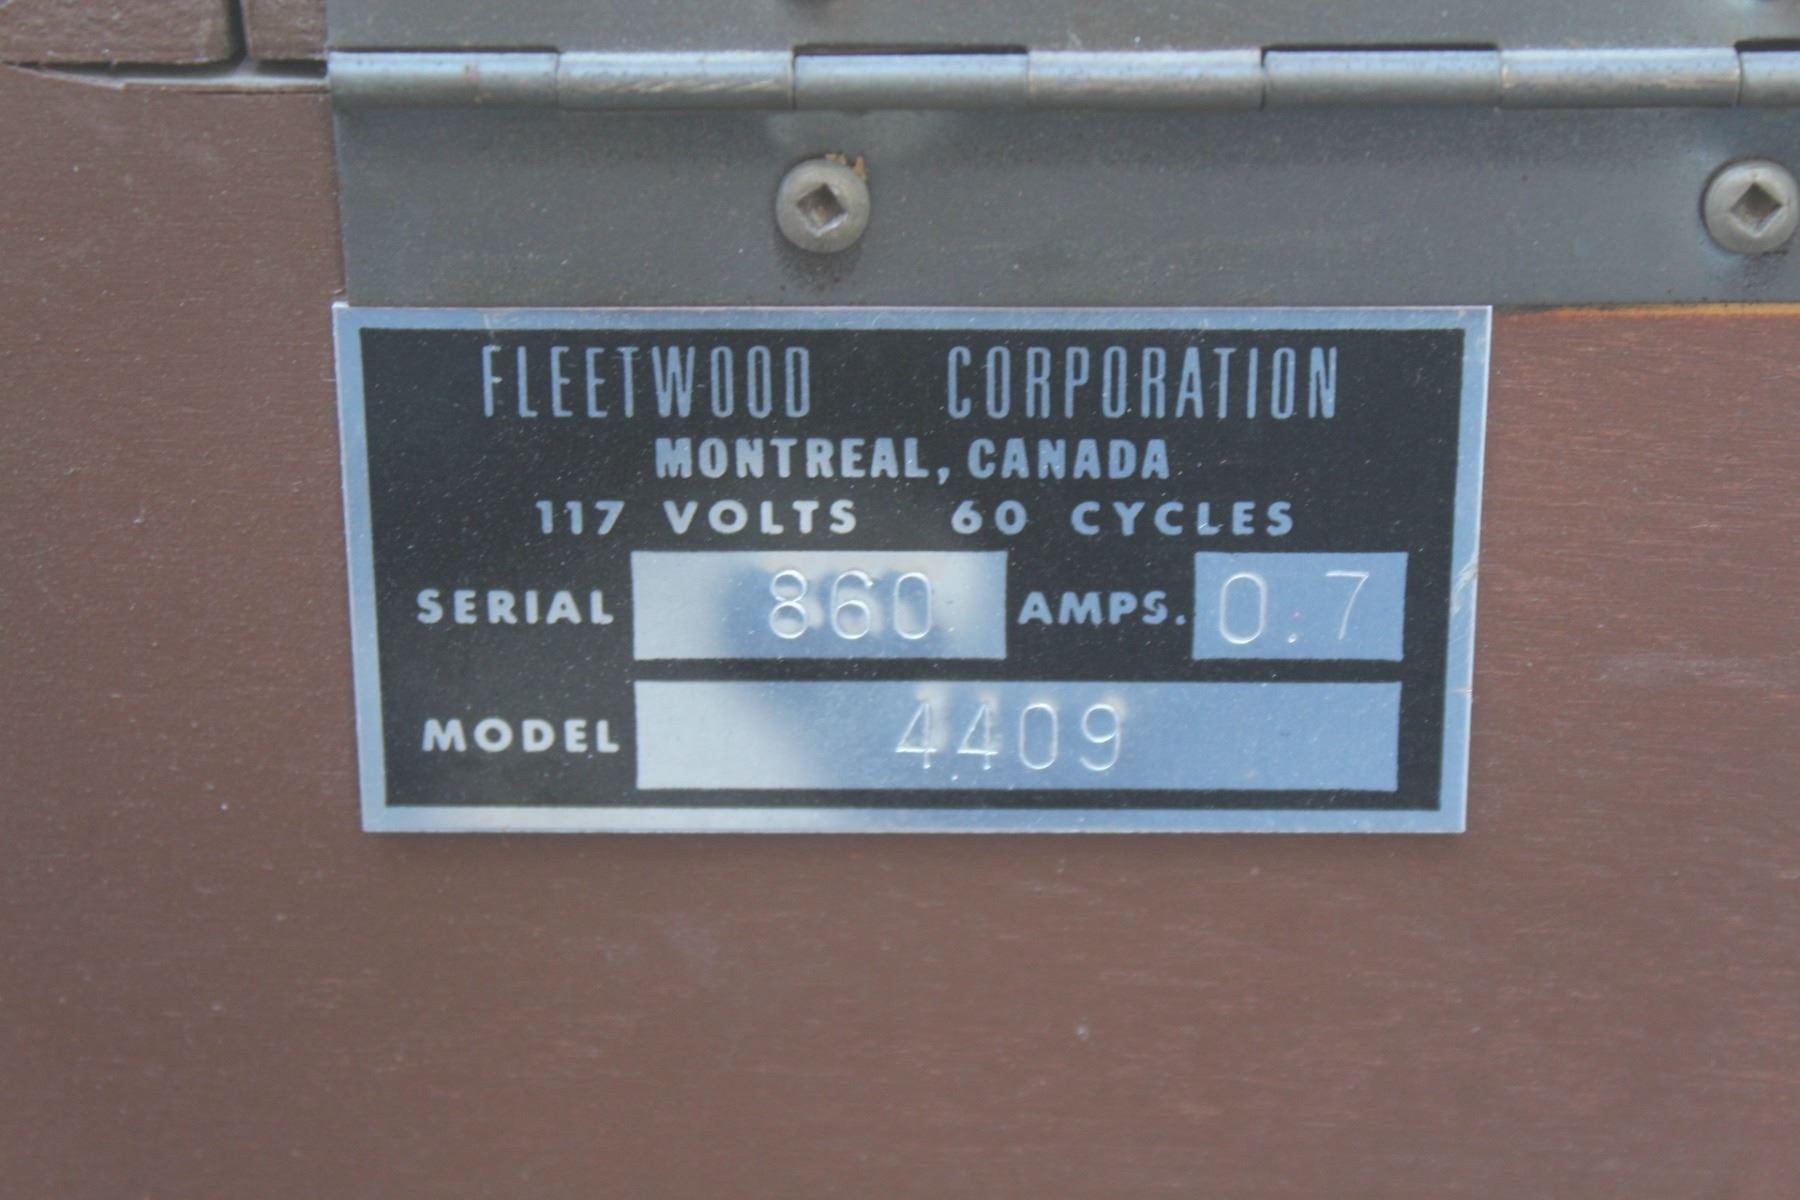 FLEETWOOD CORPORATION
MONTREAL, CANADA
117 VOLTS 60 CYCLES
SERIAL 860 AMPS. 0.7
MODEL 4409